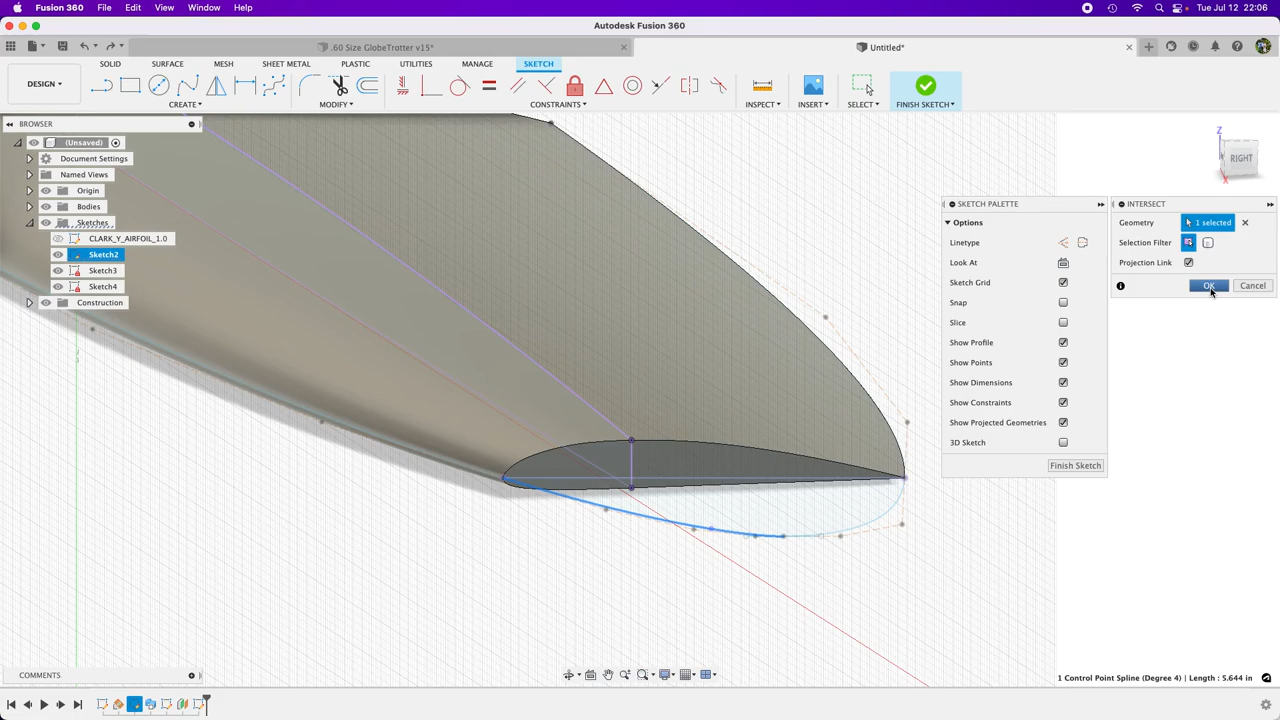 Fusion 360 File Edit View Window Help Tue Jul 12 22:06
Autodesk Fusion 360
.60 Size GlobeTrotter v15* Untitled*
DESIGN
SOLID SURFACE MESH SHEET METAL PLASTIC UTILITIES MANAGE SKETCH
CREATE MODIFY CONSTRAINTS INSPECT INSERT SELECT FINISH SKETCH
BROWSER
(Unsaved)
Document Settings
Named Views
Origin
Bodies
Sketches
CLARK_Y_AIRFOIL_1.0
Sketch2
Sketch3
Sketch4
Construction
Z
RIGHT
X
SKETCH PALETTE
Options
Linetype
Look At
Sketch Grid
Snap
Slice
Show Profile
Show Points
Show Dimensions
Show Constraints
Show Projected Geometries
3D Sketch
Finish Sketch
INTERSECT
Geometry 1 selected
Selection Filter
Projection Link
OK Cancel
COMMENTS
1 Control Point Spline (Degree 4) | Length : 5.644 in